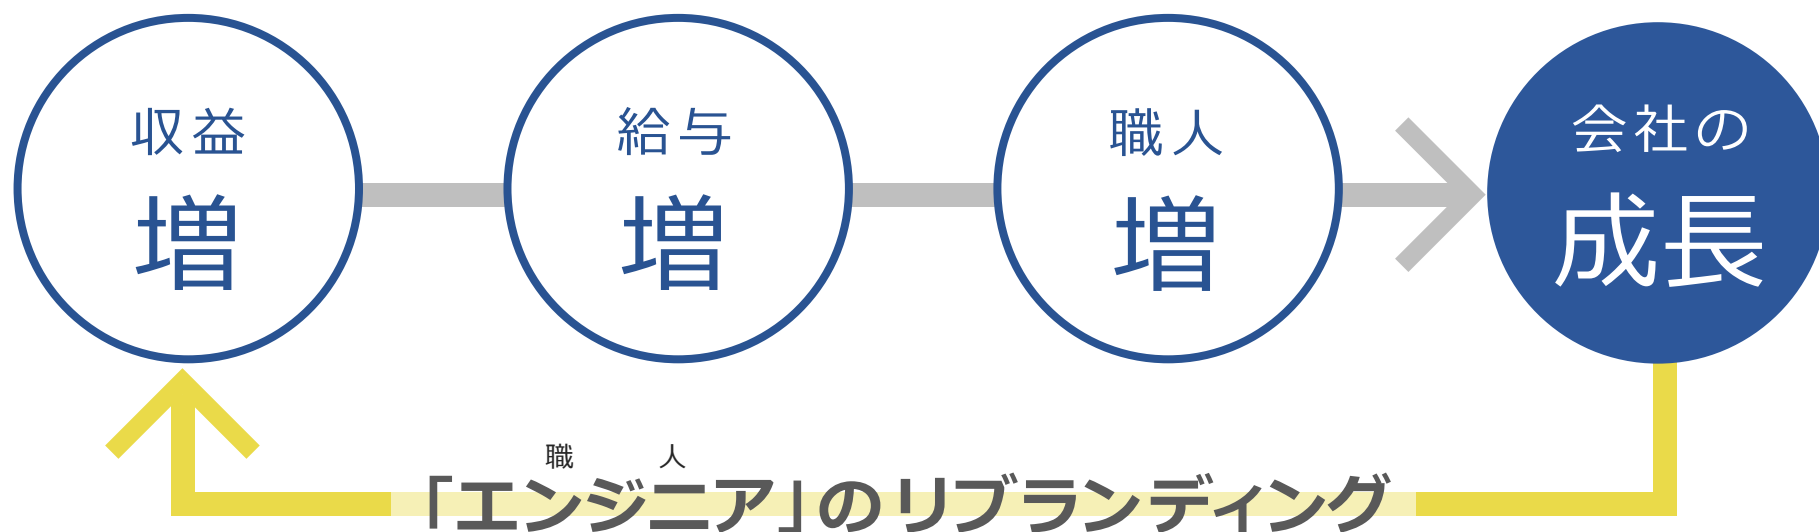 収益
増
給与
増
職人
増
会社の
成長
職人
「エンジニア」のリブランディング